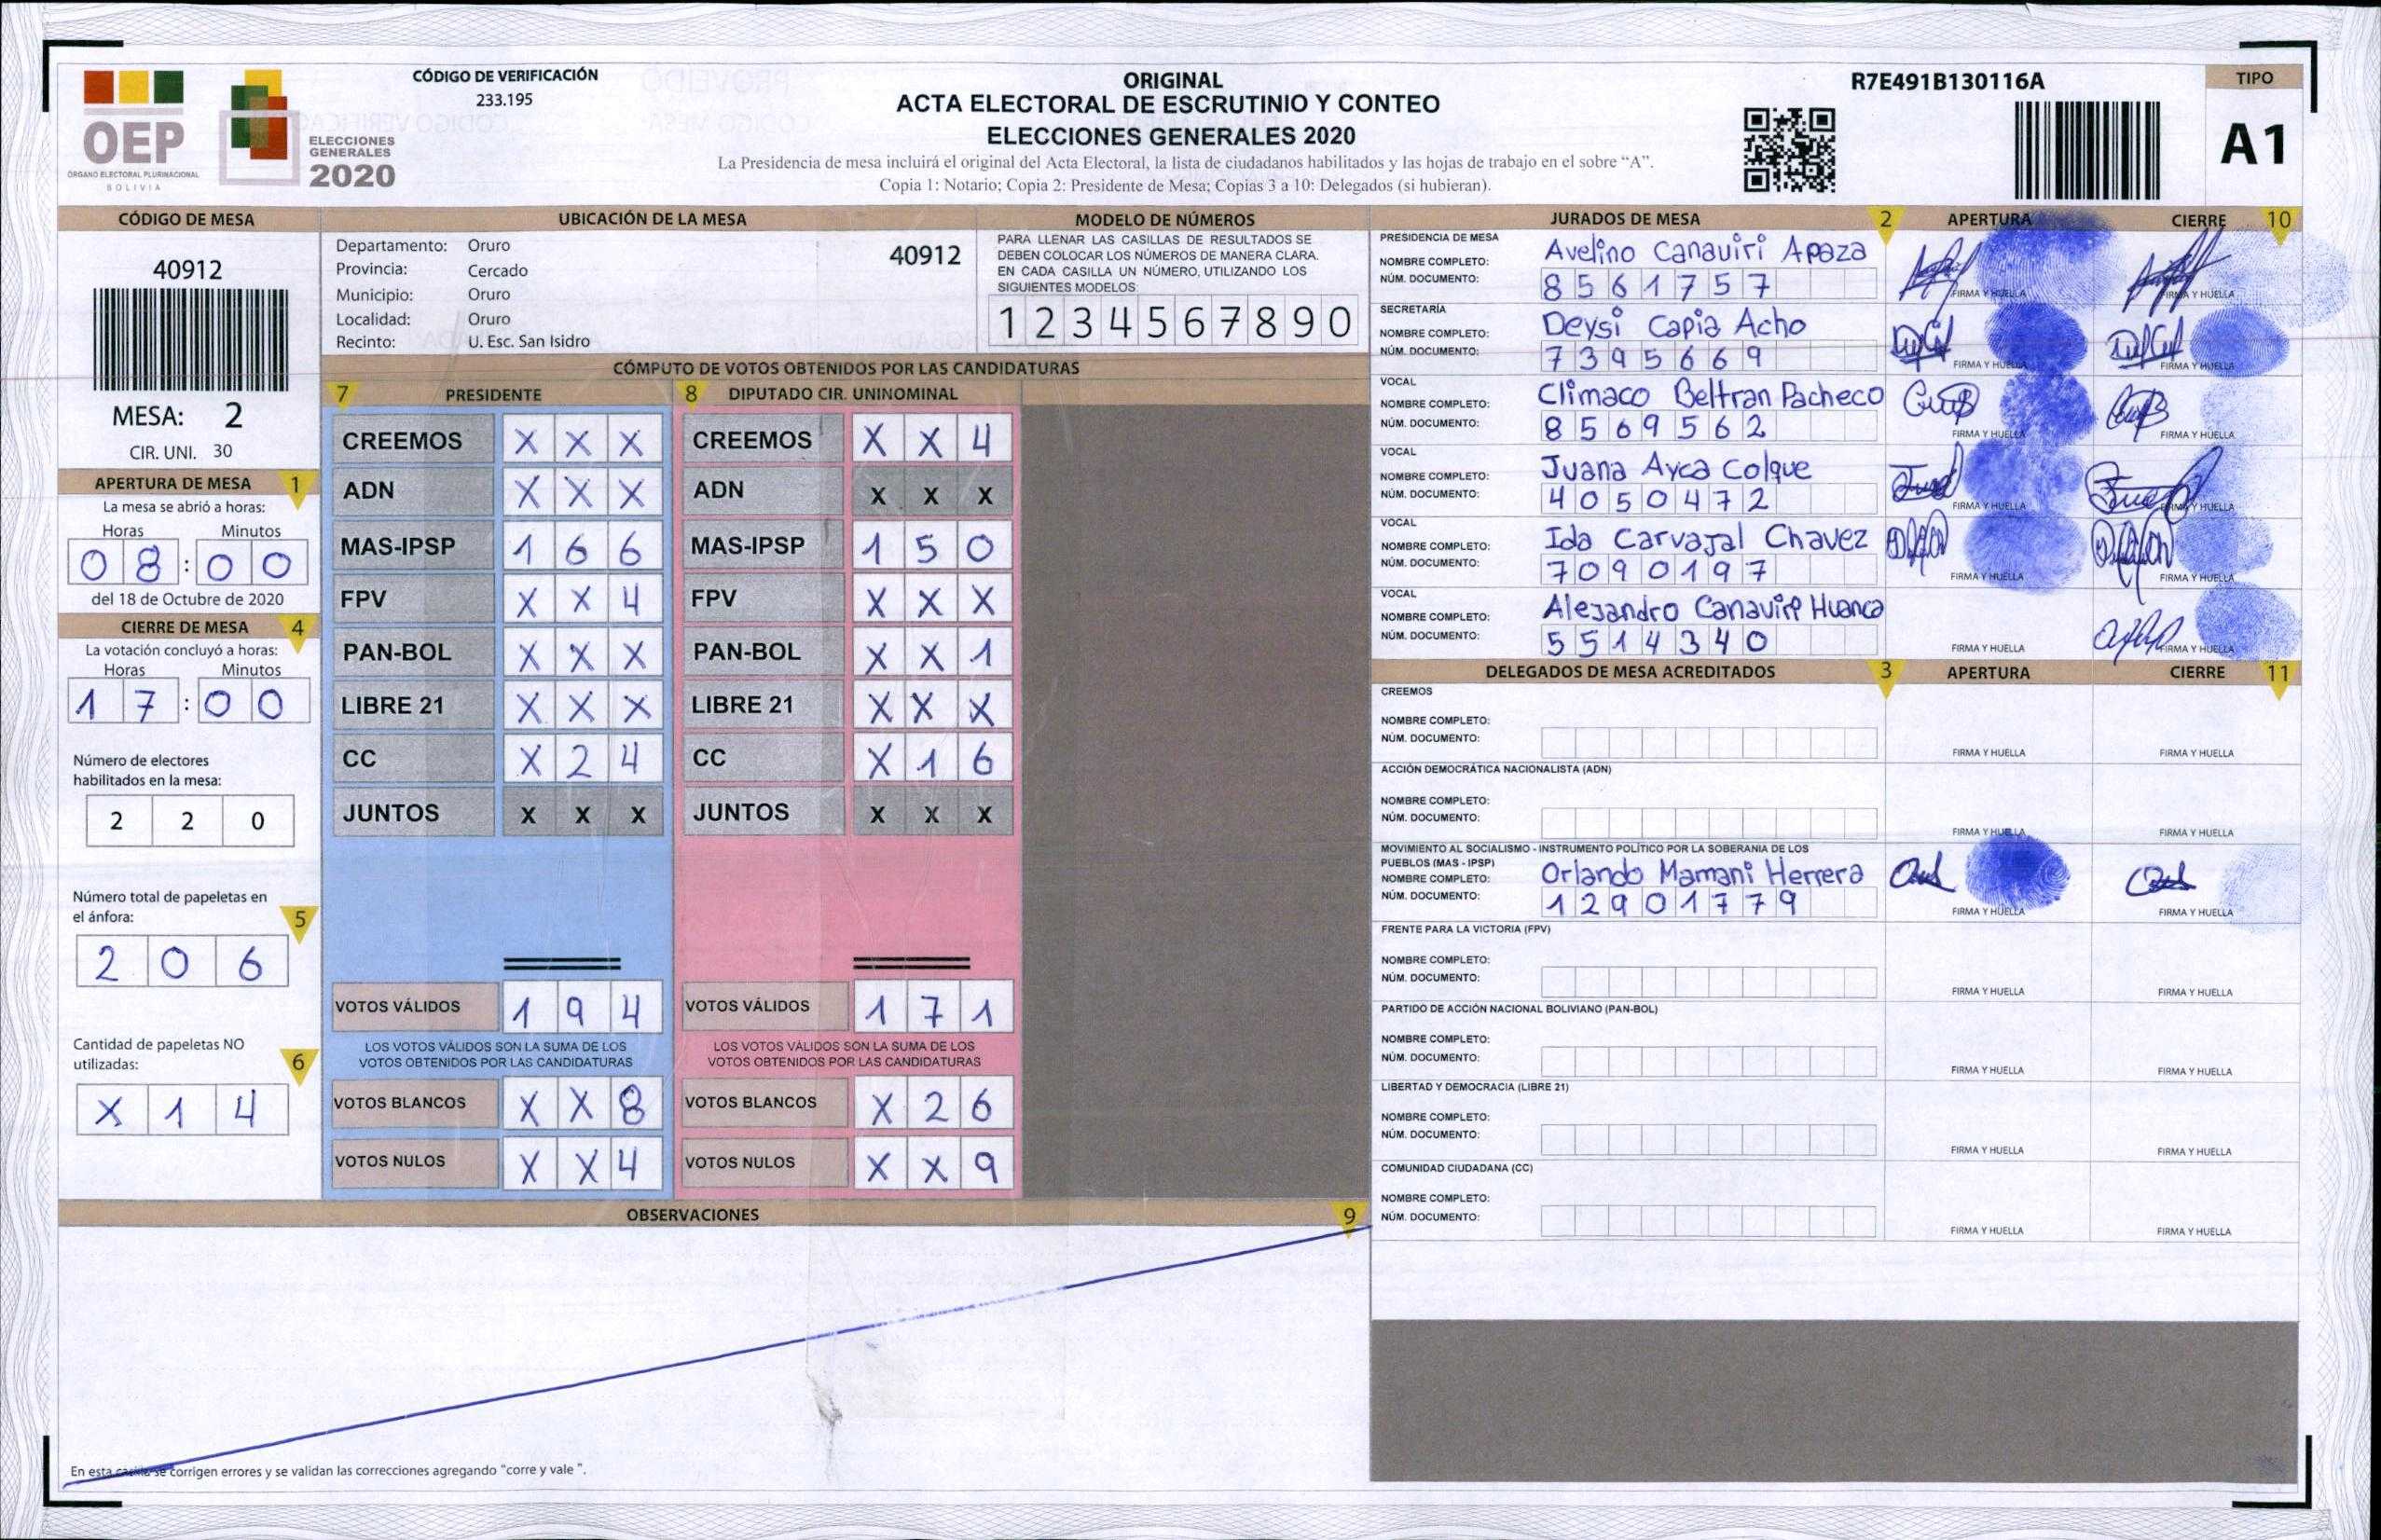 OEP
ÓRGANO ELECTORAL PLURINACIONAL
BOLIVIA
ELECCIONES
GENERALES
2020
CÓDIGO DE VERIFICACIÓN
233.195
ORIGINAL
ACTA ELECTORAL DE ESCRUTINIO Y CONTEO
ELECCIONES GENERALES 2020
La Presidencia de mesa incluirá el original del Acta Electoral, la lista de ciudadanos habilitados y las hojas de trabajo en el sobre “A”.
Copia 1: Notario; Copia 2: Presidente de Mesa; Copias 3 a 10: Delegados (si hubieran).
R7E491B130116A
TIPO
A1
CÓDIGO DE MESA
40912
MESA: 2
CIR. UNI. 30
APERTURA DE MESA 1
La mesa se abrió a horas:
Horas Minutos
0 8 : 0 0
del 18 de Octubre de 2020
CIERRE DE MESA 4
La votación concluyó a horas:
Horas Minutos
1 7 : 0 0
Número de electores
habilitados en la mesa:
2 2 0
Número total de papeletas en
el ánfora: 5
2 0 6
Cantidad de papeletas NO
utilizadas: 6
X 1 4
UBICACIÓN DE LA MESA
Departamento: Oruro 40912
Provincia: Cercado
Municipio: Oruro
Localidad: Oruro
Recinto: U. Esc. San Isidro
MODELO DE NÚMEROS
PARA LLENAR LAS CASILLAS DE RESULTADOS SE
DEBEN COLOCAR LOS NÚMEROS DE MANERA CLARA.
EN CADA CASILLA UN NÚMERO, UTILIZANDO LOS
SIGUIENTES MODELOS
1 2 3 4 5 6 7 8 9 0
CÓMPUTO DE VOTOS OBTENIDOS POR LAS CANDIDATURAS
7 PRESIDENTE
CREEMOS X X X
ADN X X X
MAS-IPSP 1 6 6
FPV X X 4
PAN-BOL X X X
LIBRE 21 X X X
CC X 2 4
JUNTOS X X X
VOTOS VÁLIDOS 1 9 4
LOS VOTOS VÁLIDOS SON LA SUMA DE LOS
VOTOS OBTENIDOS POR LAS CANDIDATURAS
VOTOS BLANCOS X X 8
VOTOS NULOS X X 4
8 DIPUTADO CIR. UNINOMINAL
CREEMOS X X 4
ADN X X X
MAS-IPSP 1 5 0
FPV X X X
PAN-BOL X X 1
LIBRE 21 X X X
CC X 1 6
JUNTOS X X X
VOTOS VÁLIDOS 1 7 1
LOS VOTOS VÁLIDOS SON LA SUMA DE LOS
VOTOS OBTENIDOS POR LAS CANDIDATURAS
VOTOS BLANCOS X 2 6
VOTOS NULOS X X 9
OBSERVACIONES 9
En esta casilla se corrigen errores y se validan las correcciones agregando "corre y vale ".
JURADOS DE MESA 2 APERTURA CIERRE 10
PRESIDENCIA DE MESA
NOMBRE COMPLETO: Avelino Canaviri Apaza
NÚM. DOCUMENTO: 8561757
FIRMA Y HUELLA FIRMA Y HUELLA
SECRETARÍA
NOMBRE COMPLETO: Deysi Capia Acho
NÚM. DOCUMENTO: 7395669
FIRMA Y HUELLA FIRMA Y HUELLA
VOCAL
NOMBRE COMPLETO: Climaco Beltran Pacheco
NÚM. DOCUMENTO: 8569562
FIRMA Y HUELLA FIRMA Y HUELLA
VOCAL
NOMBRE COMPLETO: Juana Ayca Colque
NÚM. DOCUMENTO: 4050472
FIRMA Y HUELLA FIRMA Y HUELLA
VOCAL
NOMBRE COMPLETO: Ida Carvajal Chavez
NÚM. DOCUMENTO: 7090197
FIRMA Y HUELLA FIRMA Y HUELLA
VOCAL
NOMBRE COMPLETO: Alejandro Canaviri Huanca
NÚM. DOCUMENTO: 5514340
FIRMA Y HUELLA FIRMA Y HUELLA
DELEGADOS DE MESA ACREDITADOS 3 APERTURA CIERRE 11
CREEMOS
NOMBRE COMPLETO:
NÚM. DOCUMENTO:
FIRMA Y HUELLA FIRMA Y HUELLA
ACCIÓN DEMOCRÁTICA NACIONALISTA (ADN)
NOMBRE COMPLETO:
NÚM. DOCUMENTO:
FIRMA Y HUELLA FIRMA Y HUELLA
MOVIMIENTO AL SOCIALISMO - INSTRUMENTO POLÍTICO POR LA SOBERANIA DE LOS
PUEBLOS (MAS - IPSP)
NOMBRE COMPLETO: Orlando Mamani Herrera
NÚM. DOCUMENTO: 12901779
FIRMA Y HUELLA FIRMA Y HUELLA
FRENTE PARA LA VICTORIA (FPV)
NOMBRE COMPLETO:
NÚM. DOCUMENTO:
FIRMA Y HUELLA FIRMA Y HUELLA
PARTIDO DE ACCIÓN NACIONAL BOLIVIANO (PAN-BOL)
NOMBRE COMPLETO:
NÚM. DOCUMENTO:
FIRMA Y HUELLA FIRMA Y HUELLA
LIBERTAD Y DEMOCRACIA (LIBRE 21)
NOMBRE COMPLETO:
NÚM. DOCUMENTO:
FIRMA Y HUELLA FIRMA Y HUELLA
COMUNIDAD CIUDADANA (CC)
NOMBRE COMPLETO:
NÚM. DOCUMENTO:
FIRMA Y HUELLA FIRMA Y HUELLA